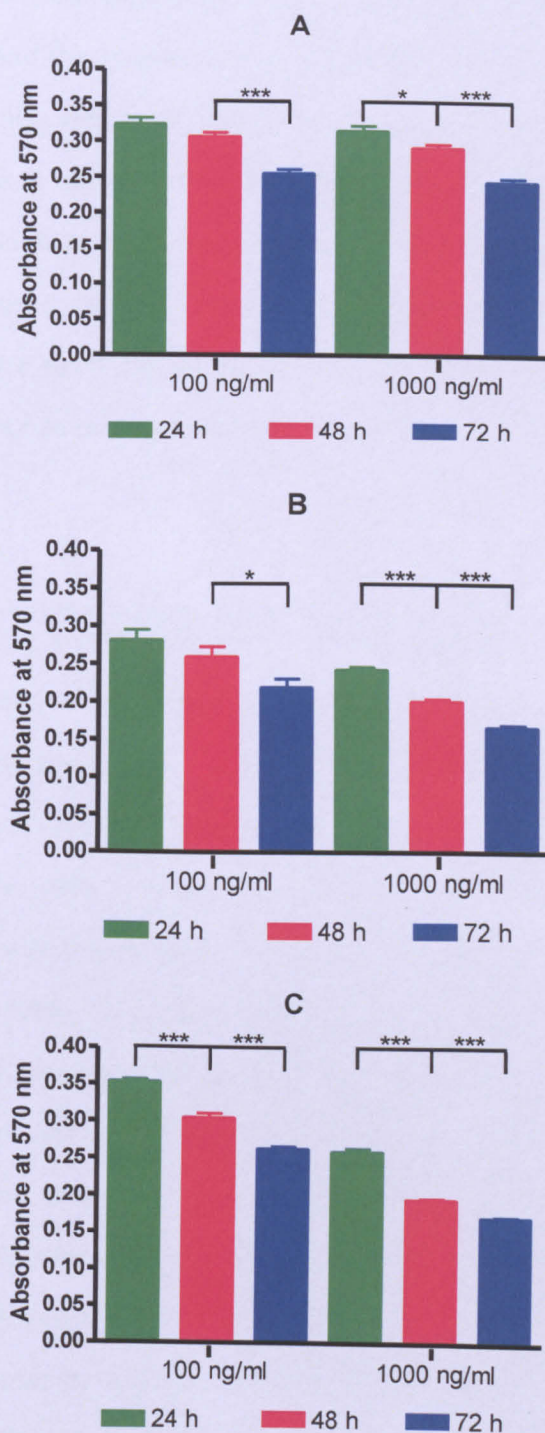 A
Absorbance at 570 nm
0.40
0.35
0.30
0.25
0.20
0.15
0.10
0.05
0.00
***
*
***
100 ng/ml
1000 ng/ml
24 h
48 h
72 h
B
Absorbance at 570 nm
0.40
0.35
0.30
0.25
0.20
0.15
0.10
0.05
0.00
*
***
***
100 ng/ml
1000 ng/ml
24 h
48 h
72 h
C
Absorbance at 570 nm
0.40
0.35
0.30
0.25
0.20
0.15
0.10
0.05
0.00
***
***
***
***
100 ng/ml
1000 ng/ml
24 h
48 h
72 h